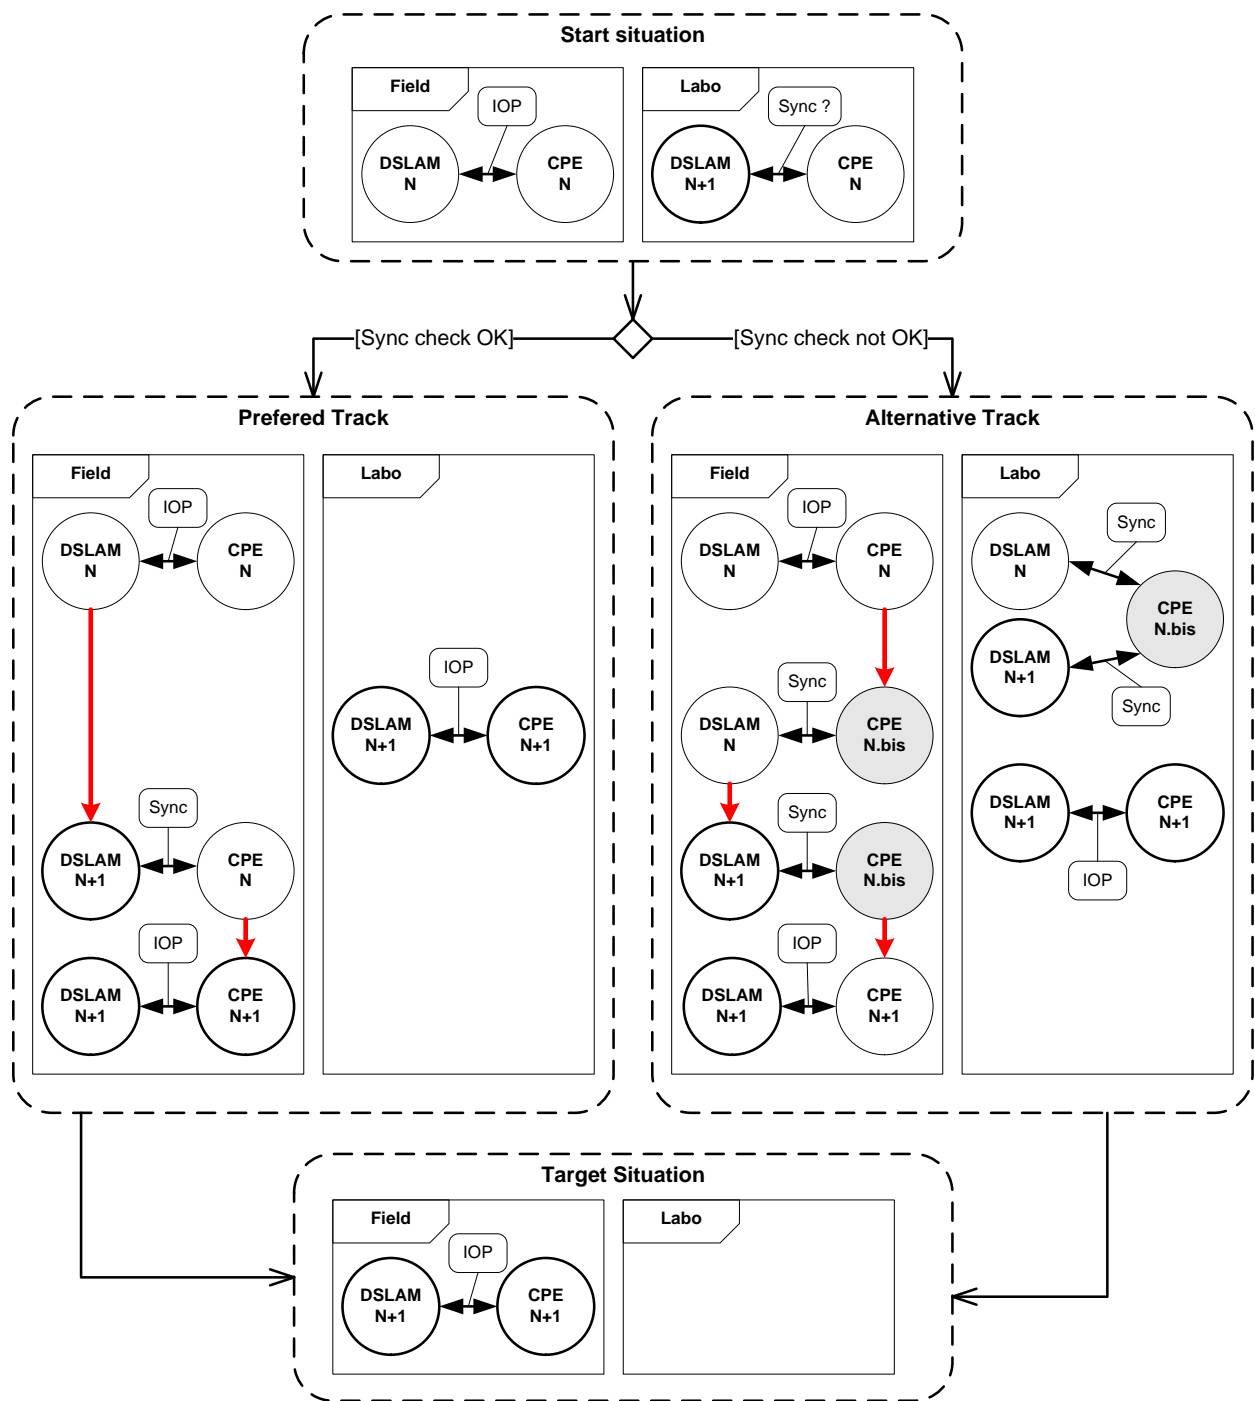 Start situation
Field
IOP
DSLAM
N
CPE
N
Labo
Sync ?
DSLAM
N+1
CPE
N
[Sync check OK]
[Sync check not OK]
Prefered Track
Field
IOP
DSLAM
N
CPE
N
Sync
DSLAM
N+1
CPE
N
IOP
DSLAM
N+1
CPE
N+1
Labo
IOP
DSLAM
N+1
CPE
N+1
Alternative Track
Field
IOP
DSLAM
N
CPE
N
Sync
DSLAM
N
CPE
N.bis
Sync
DSLAM
N+1
CPE
N.bis
IOP
DSLAM
N+1
CPE
N+1
Labo
Sync
DSLAM
N
CPE
N.bis
DSLAM
N+1
Sync
DSLAM
N+1
CPE
N+1
IOP
Target Situation
Field
IOP
DSLAM
N+1
CPE
N+1
Labo